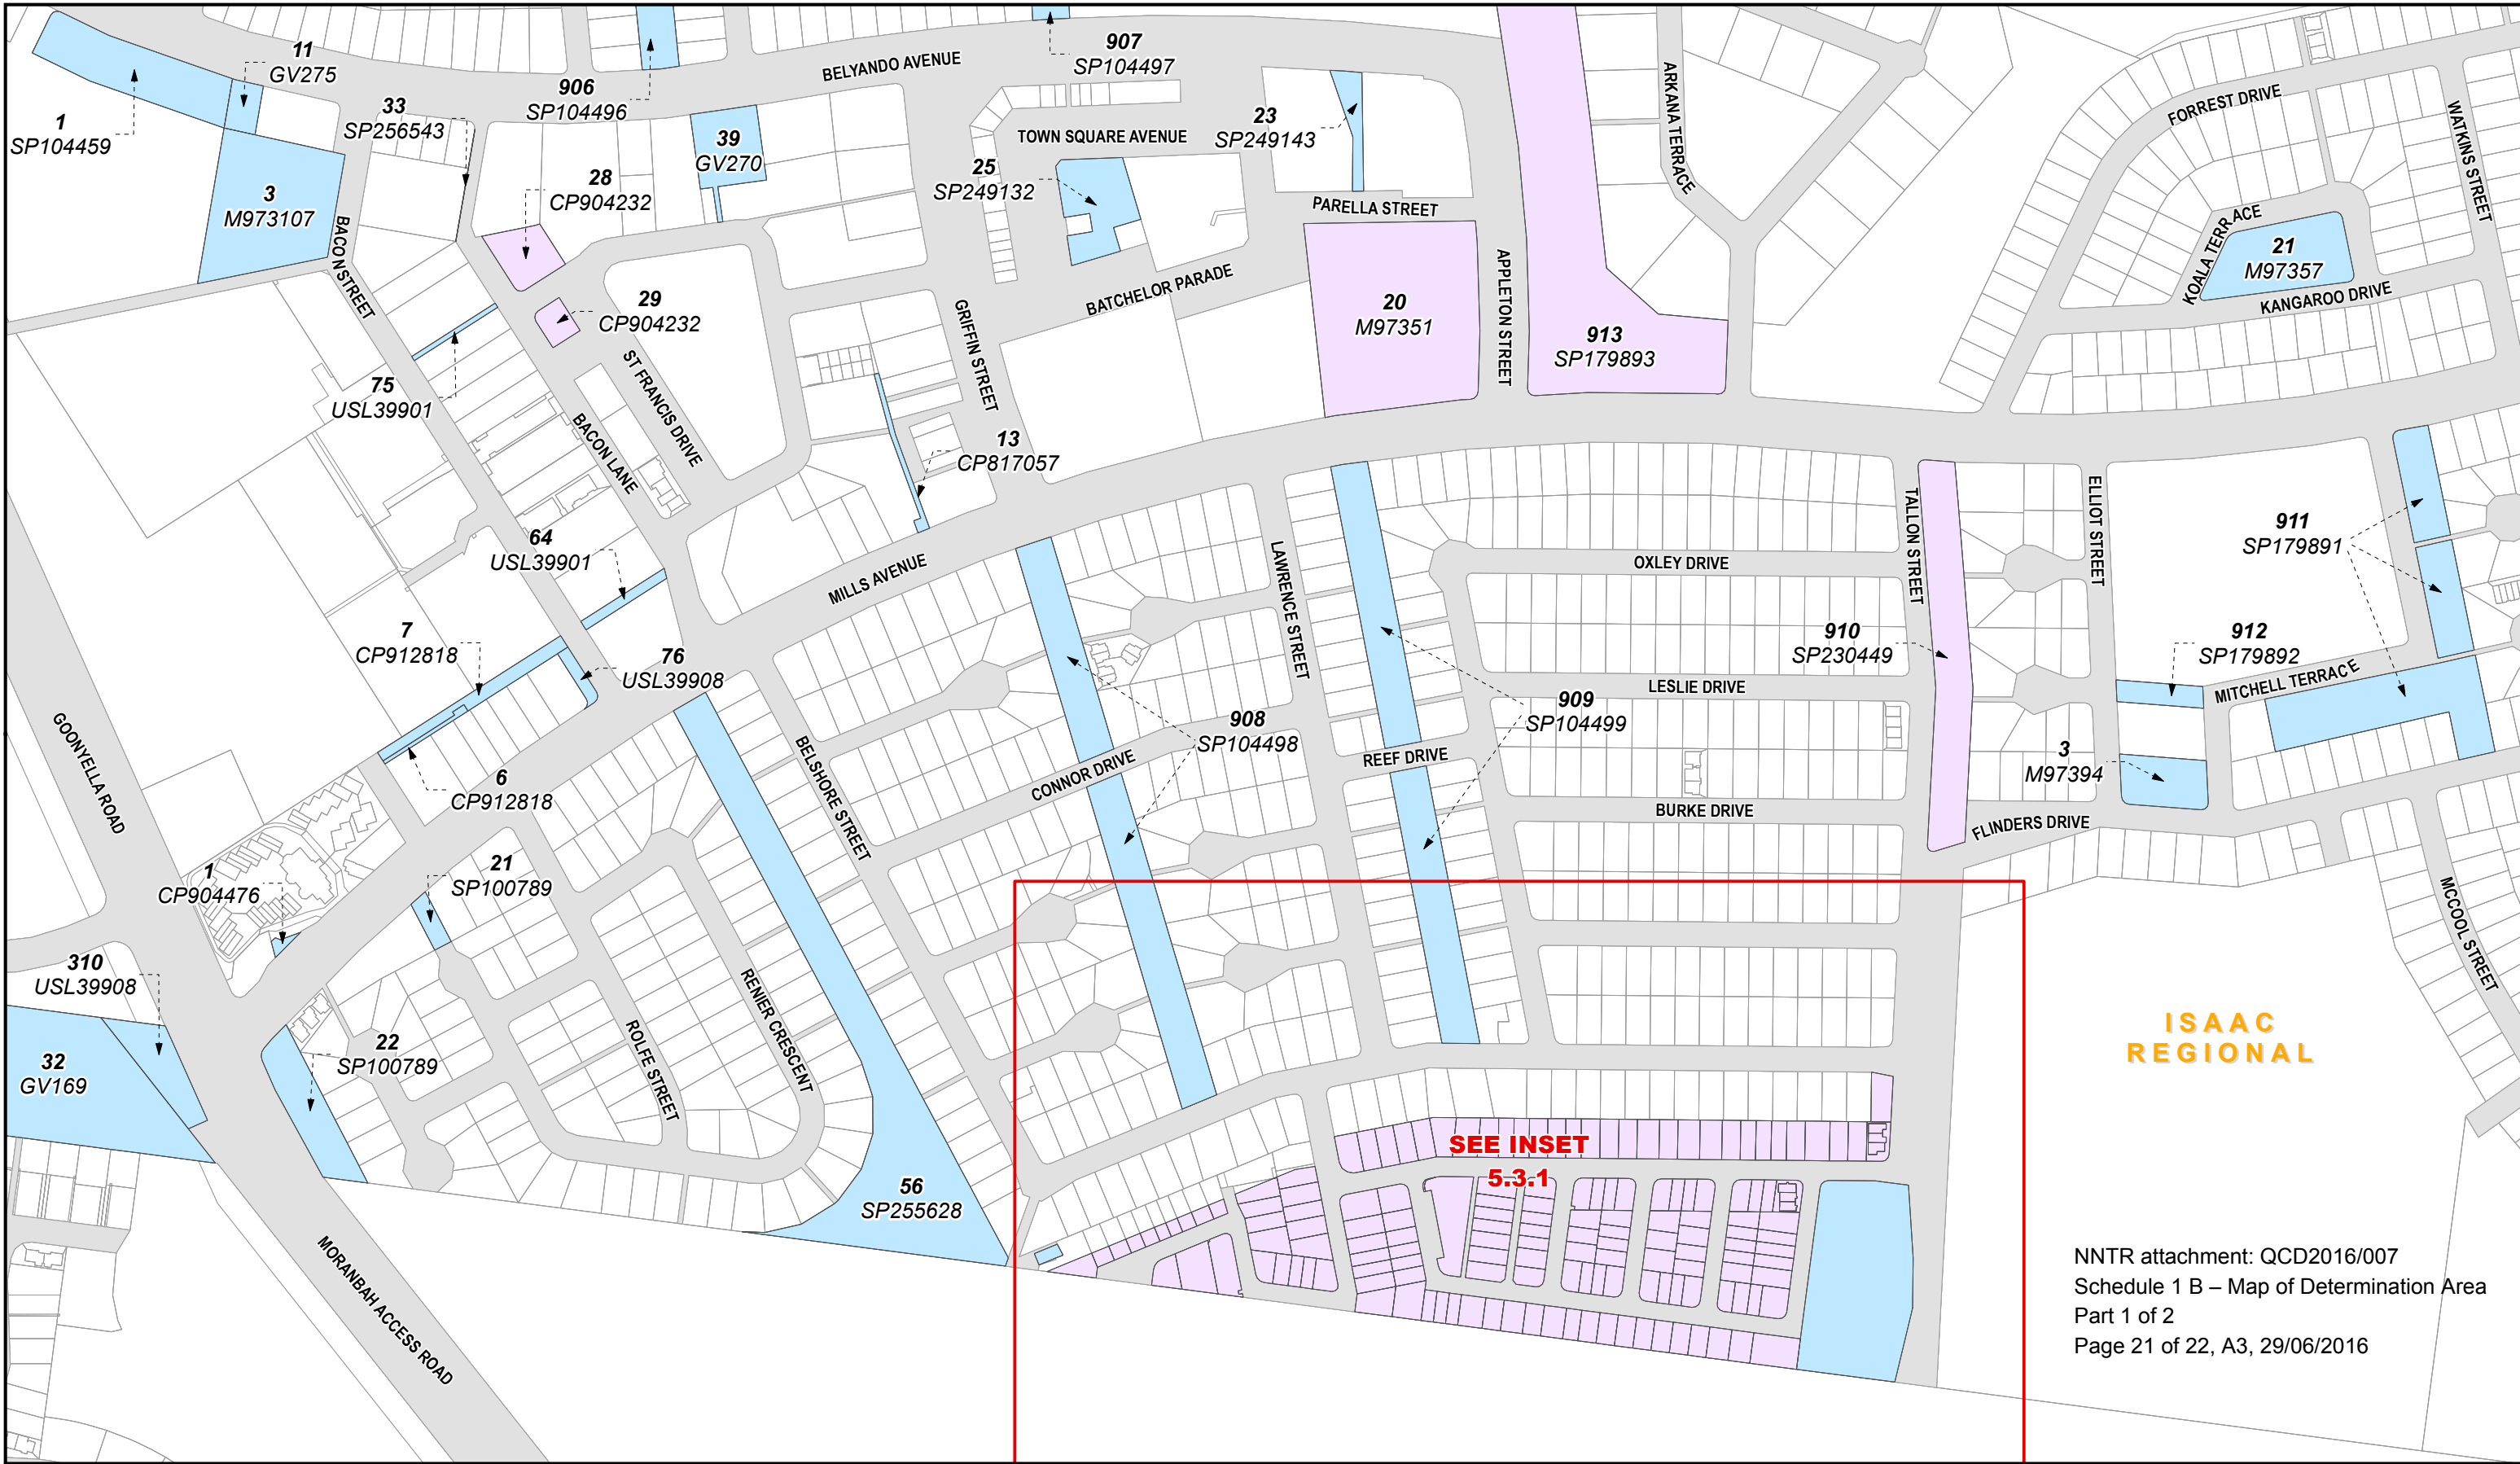 11
GV275
907
SP104497
BELYANDO AVENUE
906
SP104496
33
SP256543
1
SP104459
39
GV270
TOWN SQUARE AVENUE
23
SP249143
ARKANA TERRACE
FORREST DRIVE
WATKINS STREET
3
M973107
28
CP904232
25
SP249132
PARELLA STREET
BACON STREET
KOALA TERRACE
21
M97357
KANGAROO DRIVE
29
CP904232
BATCHELOR PARADE
GRIFFIN STREET
20
M97351
APPLETON STREET
913
SP179893
75
USL39901
ST FRANCIS DRIVE
BACON LANE
13
CP817057
64
USL39901
MILLS AVENUE
LAWRENCE STREET
OXLEY DRIVE
TALLON STREET
ELLIOT STREET
911
SP179891
7
CP912818
76
USL39908
910
SP230449
912
SP179892
MITCHELL TERRACE
LESLIE DRIVE
909
SP104499
908
SP104498
GOONYELLA ROAD
BELSHORE STREET
CONNOR DRIVE
REEF DRIVE
3
M97394
6
CP912818
BURKE DRIVE
FLINDERS DRIVE
1
CP904476
21
SP100789
MCCOOL STREET
310
USL39908
RENIER CRESCENT
ROLFE STREET
22
SP100789
32
GV169
ISAAC
REGIONAL
SEE INSET
5.3.1
56
SP255628
MORANBAH ACCESS ROAD
NNTR attachment: QCD2016/007
Schedule 1 B – Map of Determination Area
Part 1 of 2
Page 21 of 22, A3, 29/06/2016